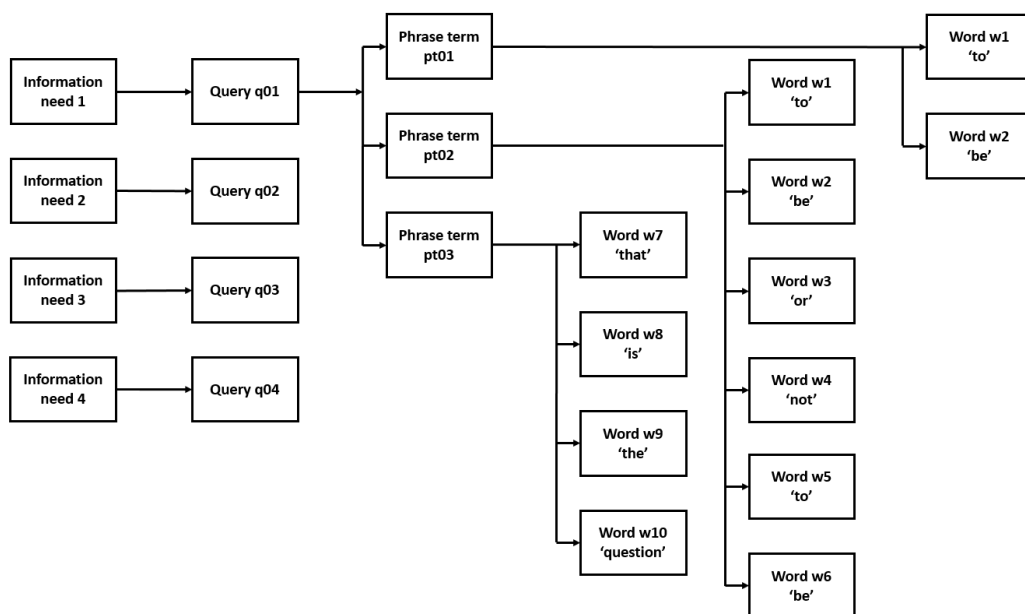 Information
need 1
Query q01
Phrase term
pt01
Word w1
‘to’
Word w2
‘be’
Phrase term
pt02
Word w1
‘to’
Word w2
‘be’
Word w3
‘or’
Word w4
‘not’
Word w5
‘to’
Word w6
‘be’
Phrase term
pt03
Word w7
‘that’
Word w8
‘is’
Word w9
‘the’
Word w10
‘question’
Information
need 2
Query q02
Information
need 3
Query q03
Information
need 4
Query q04